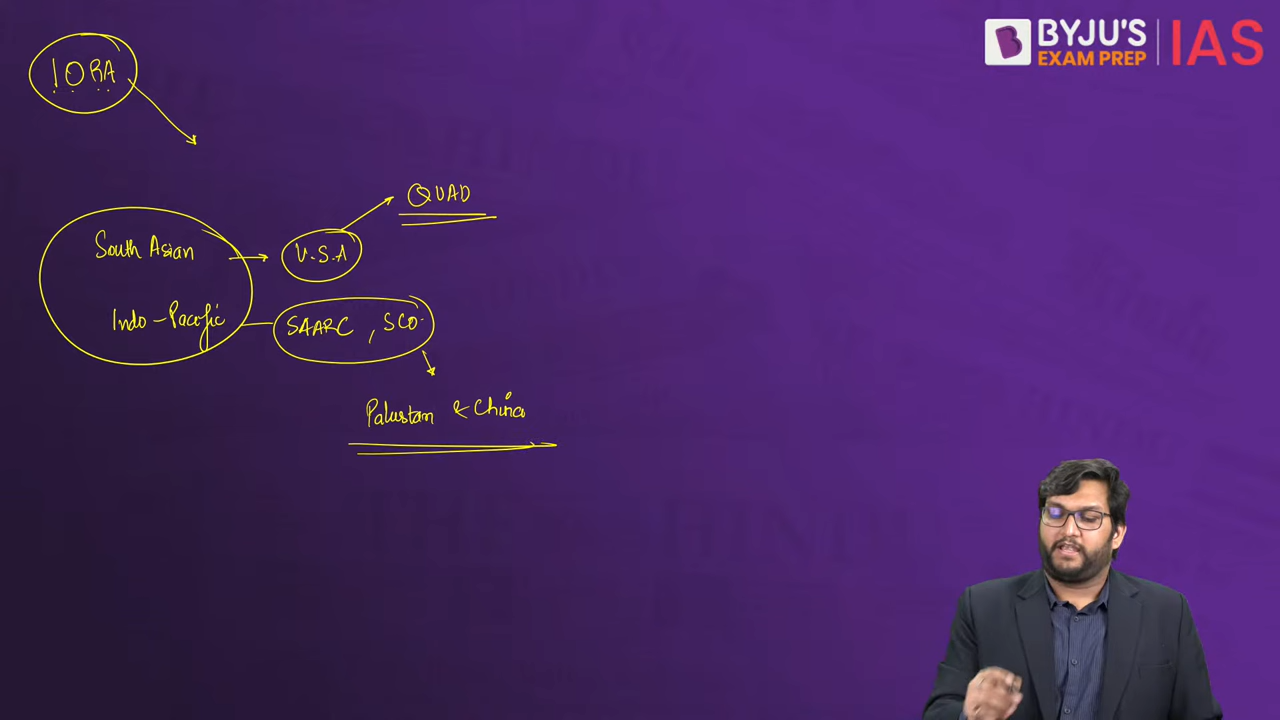 IORA
BYJU'S
EXAM PREP
IAS
QUAD
South Asian
U.S.A
Indo-Pacific
SAARC, SCO.
Pakistan & China